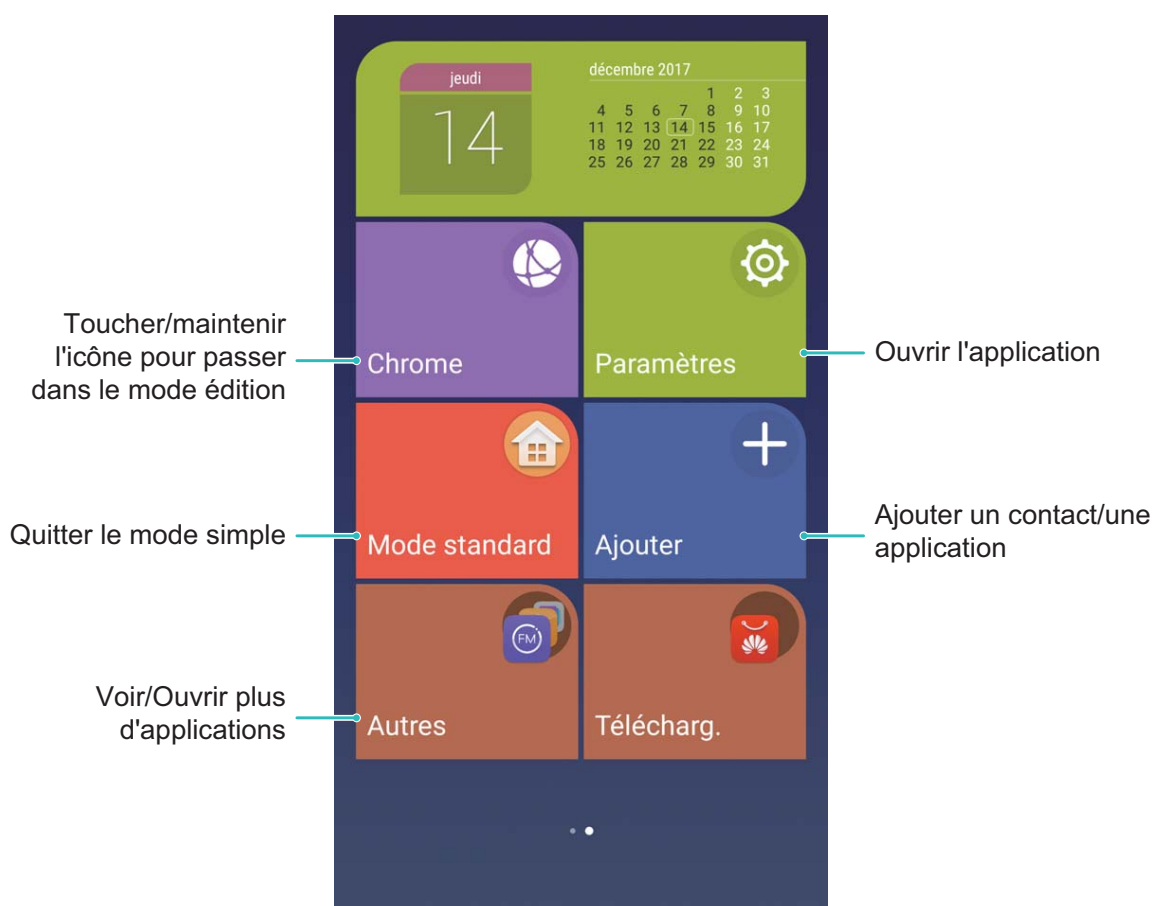 jeudi
14
décembre 2017
1 2 3
4 5 6 7 8 9 10
11 12 13 14 15 16 17
18 19 20 21 22 23 24
25 26 27 28 29 30 31
Toucher/maintenir
l'icône pour passer
dans le mode édition
Chrome
Paramètres
Ouvrir l'application
Quitter le mode simple
Mode standard
Ajouter
Ajouter un contact/une
application
FM
Voir/Ouvrir plus
d'applications
Autres
Télécharg.